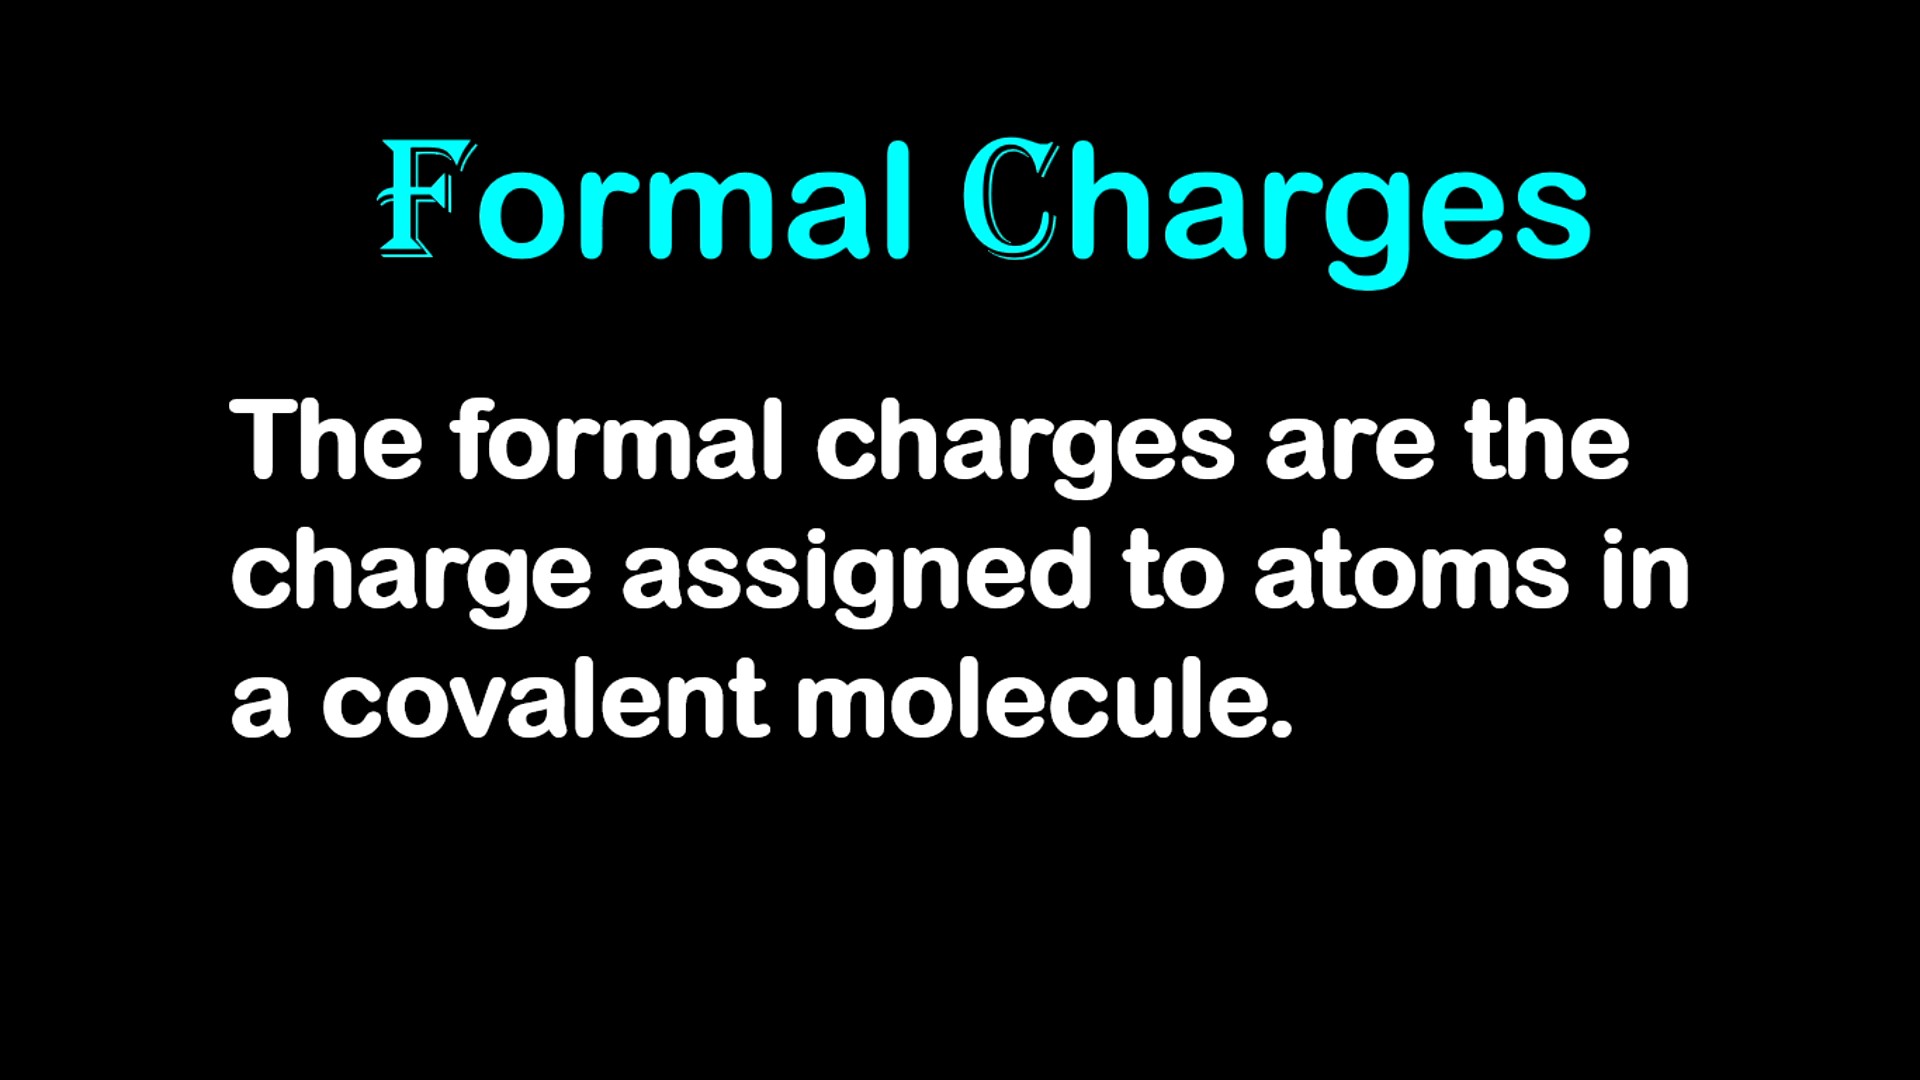 Formal Charges
The formal charges are the
charge assigned to atoms in
a covalent molecule.